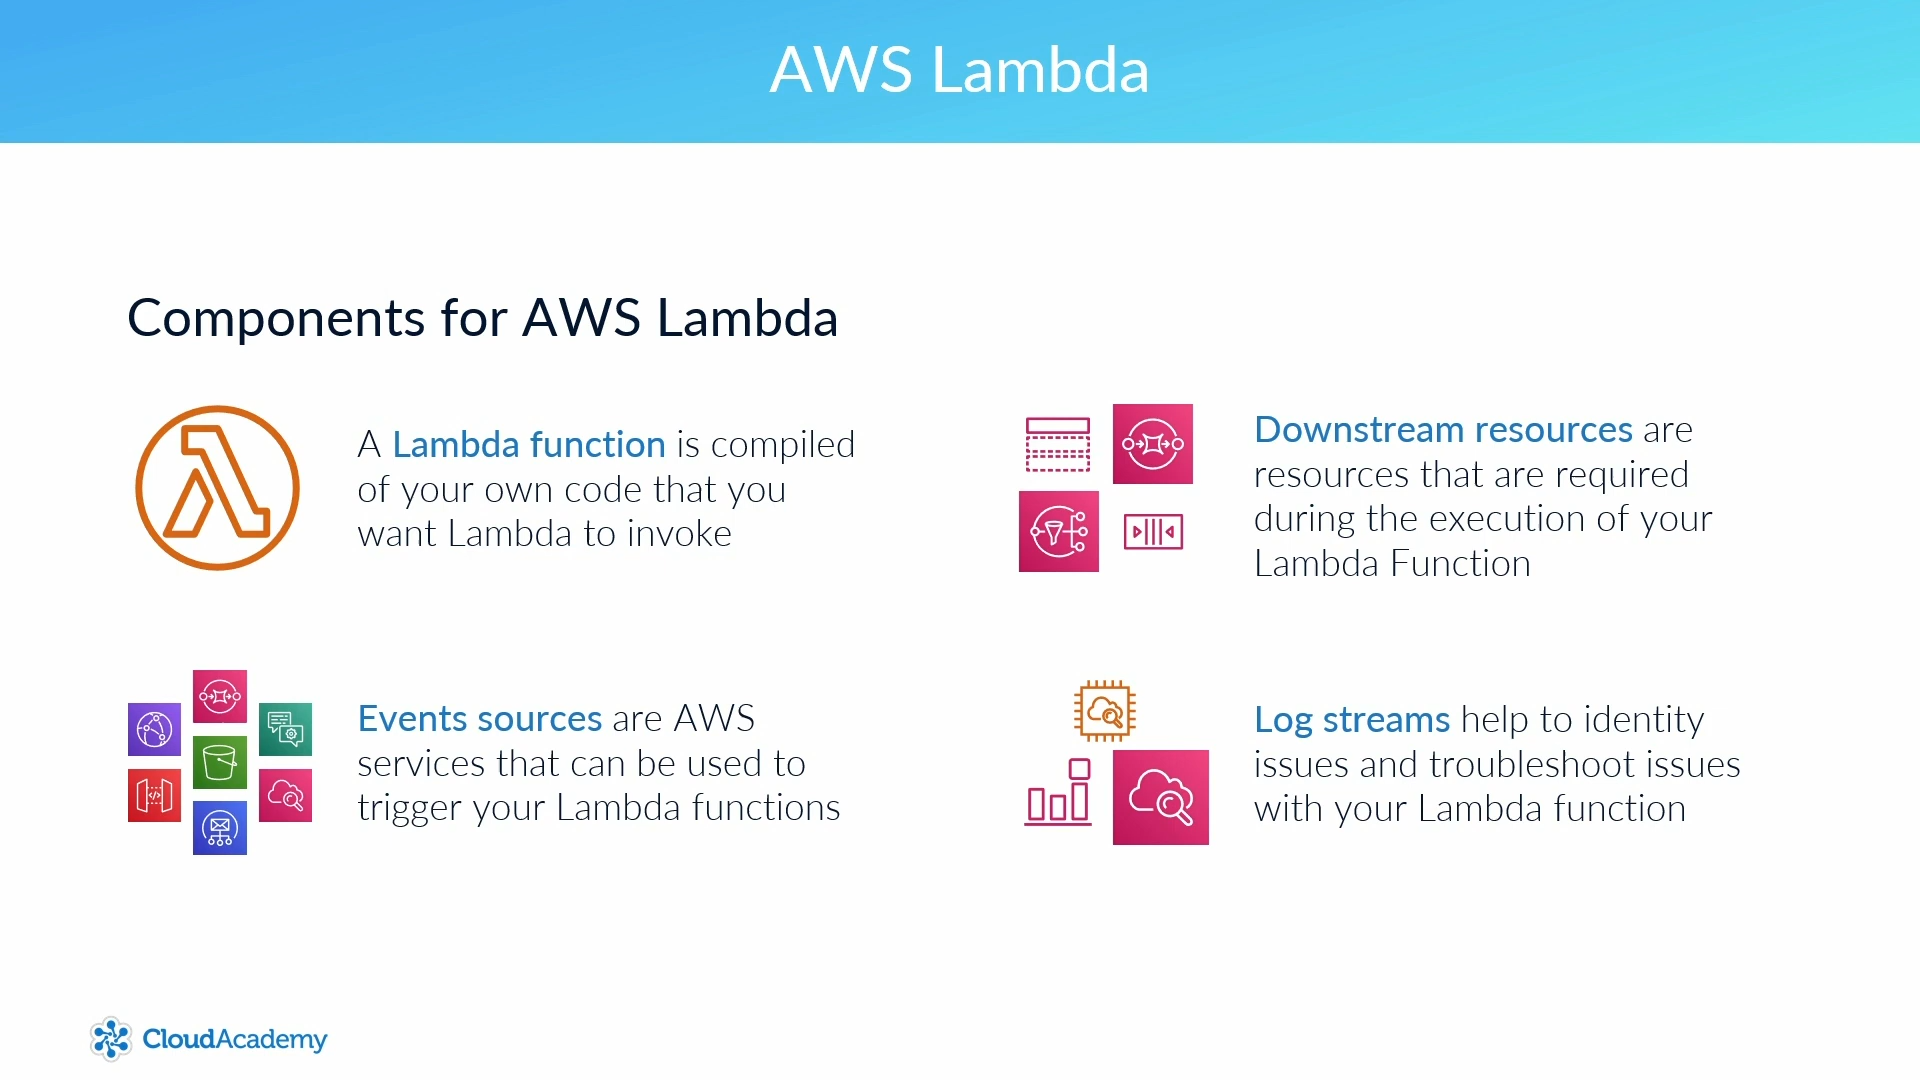 AWS Lambda
Components for AWS Lambda
A Lambda function is compiled
of your own code that you
want Lambda to invoke
Downstream resources are
resources that are required
during the execution of your
Lambda Function
Events sources are AWS
services that can be used to
trigger your Lambda functions
Log streams help to identity
issues and troubleshoot issues
with your Lambda function
CloudAcademy